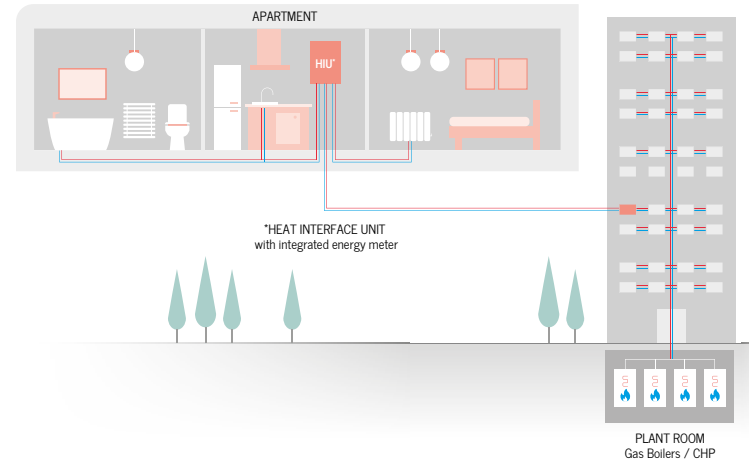 APARTMENT
HIU*
*HEAT INTERFACE UNIT
with integrated energy meter
PLANT ROOM
Gas Boilers / CHP